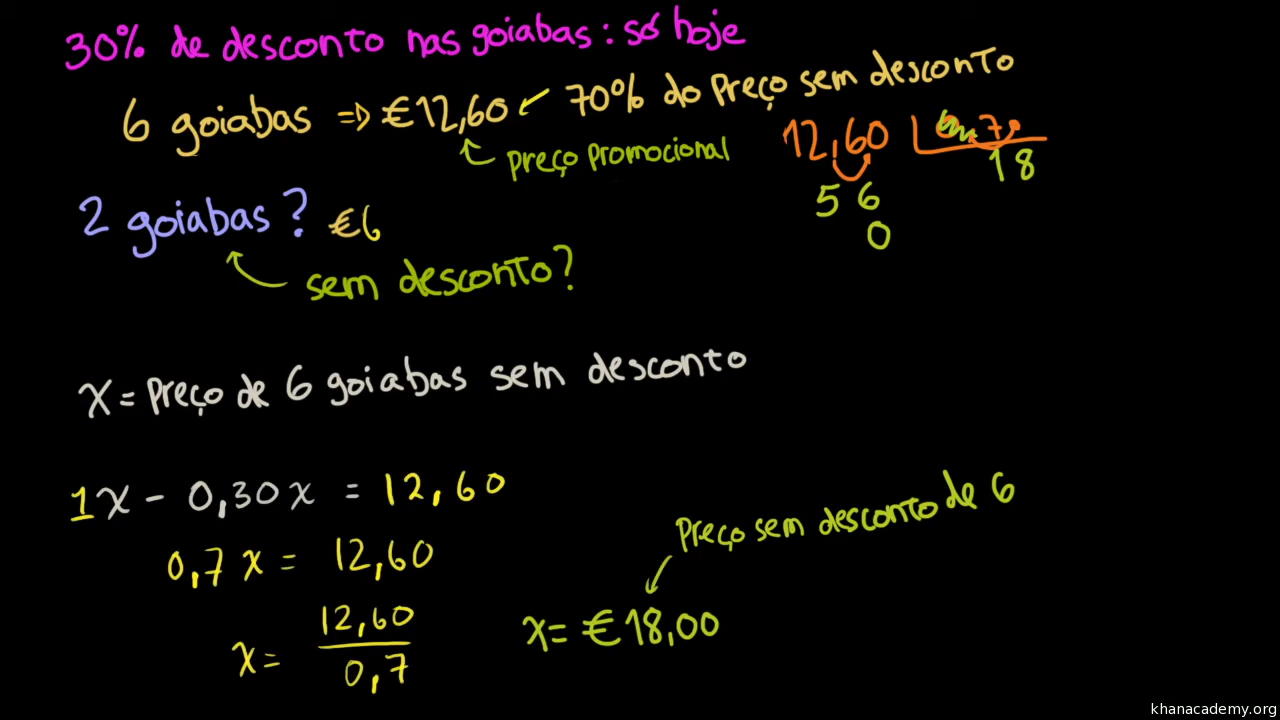 30% de desconto nas goiabas : só hoje
6 goiabas => €12,60 70% do preço sem desconto
preço promocional
12,60 7
18
5 6
0
2 goiabas ? €6
sem desconto?
x = preço de 6 goiabas sem desconto
1x - 0,30x = 12,60
0,7x = 12,60
x = 12,60
0,7
preço sem desconto de 6
x = €18,00
khanacademy.org